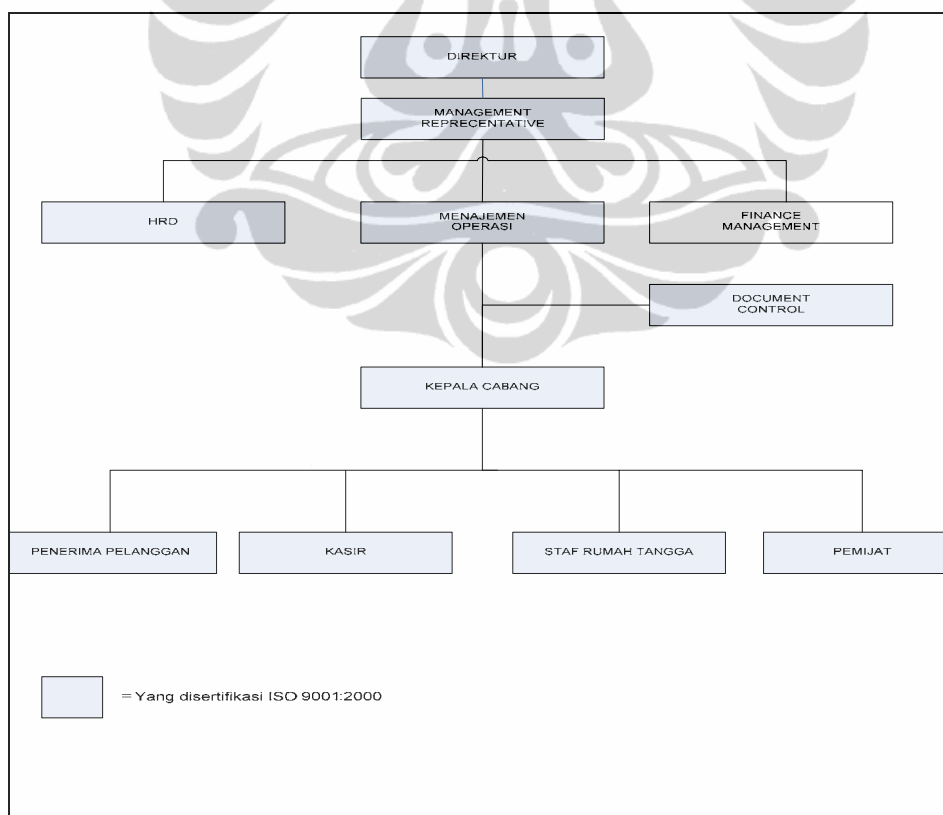 DIREKTUR
MANAGEMENT
REPRECENTATIVE
HRD
MENAJEMEN
OPERASI
FINANCE
MANAGEMENT
DOCUMENT
CONTROL
KEPALA CABANG
PENERIMA PELANGGAN
KASIR
STAF RUMAH TANGGA
PEMIJAT
= Yang disertifikasi ISO 9001:2000